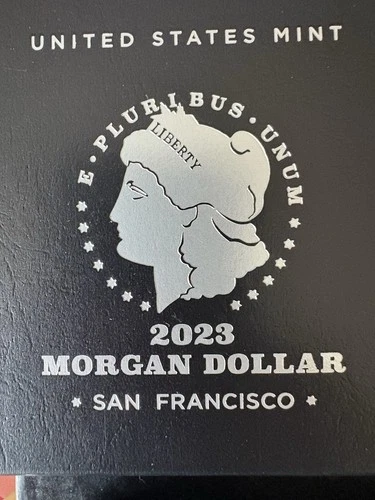 UNITED STATES MINT
E · PLURIBUS · UNUM
LIBERTY
2023
MORGAN DOLLAR
* SAN FRANCISCO *